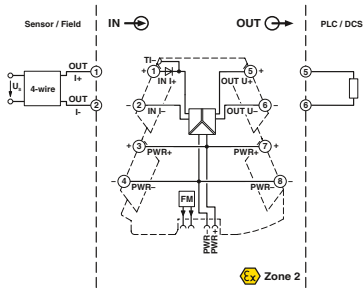 Sensor / Field
IN
OUT
PLC / DCS
TI–
OUT
I+
1
+
1
IN I+
OUT U+
5
+
5
4-wire
Us
OUT
I-
2
–
2
IN I–
OUT U–
6
–
6
+
3
PWR+
PWR+
7
+
–
4
PWR–
PWR–
8
–
FM
PWR –
PWR +
Ex Zone 2